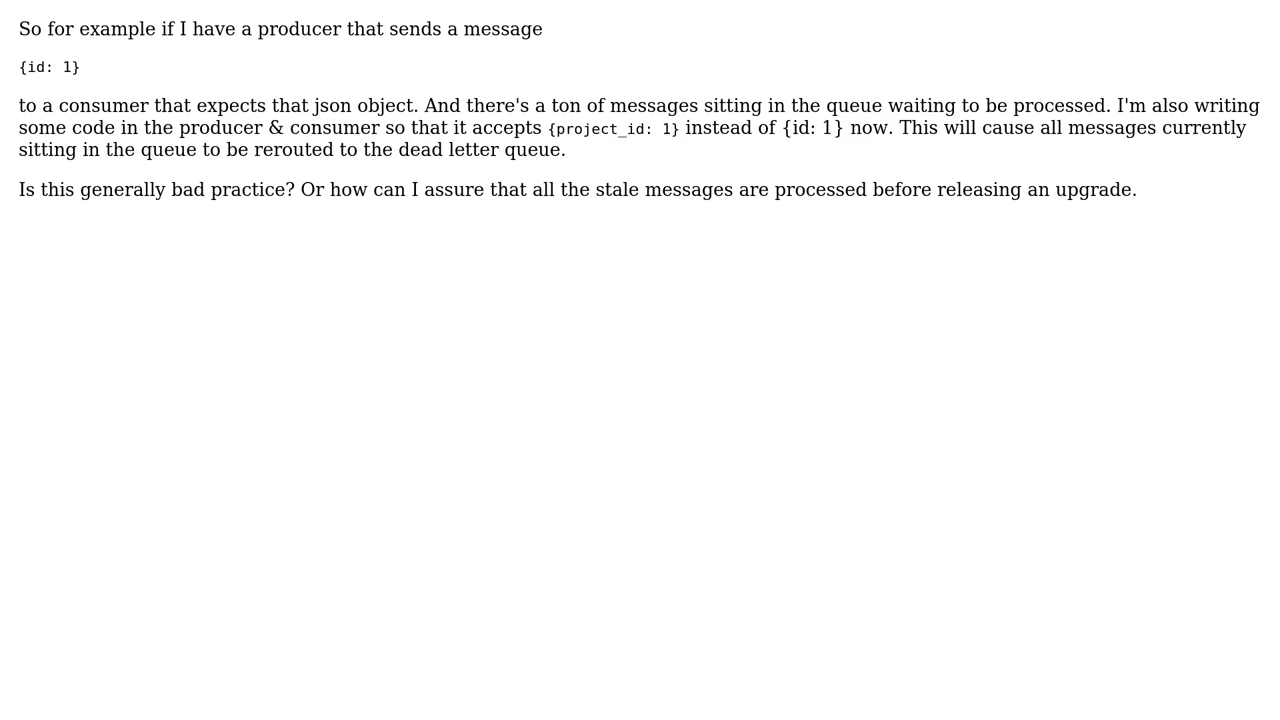 So for example if I have a producer that sends a message
{id: 1}
to a consumer that expects that json object. And there's a ton of messages sitting in the queue waiting to be processed. I'm also writing
some code in the producer & consumer so that it accepts {project_id: 1} instead of {id: 1} now. This will cause all messages currently
sitting in the queue to be rerouted to the dead letter queue.
Is this generally bad practice? Or how can I assure that all the stale messages are processed before releasing an upgrade.